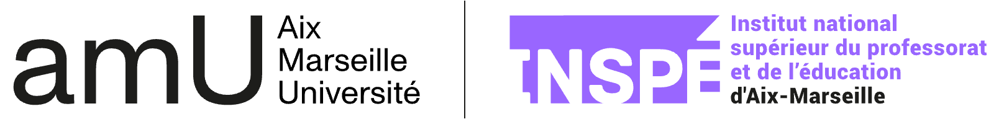 amU
Aix
Marseille
Université
INSPÉ
Institut national
supérieur du professorat
et de l’éducation
d'Aix-Marseille